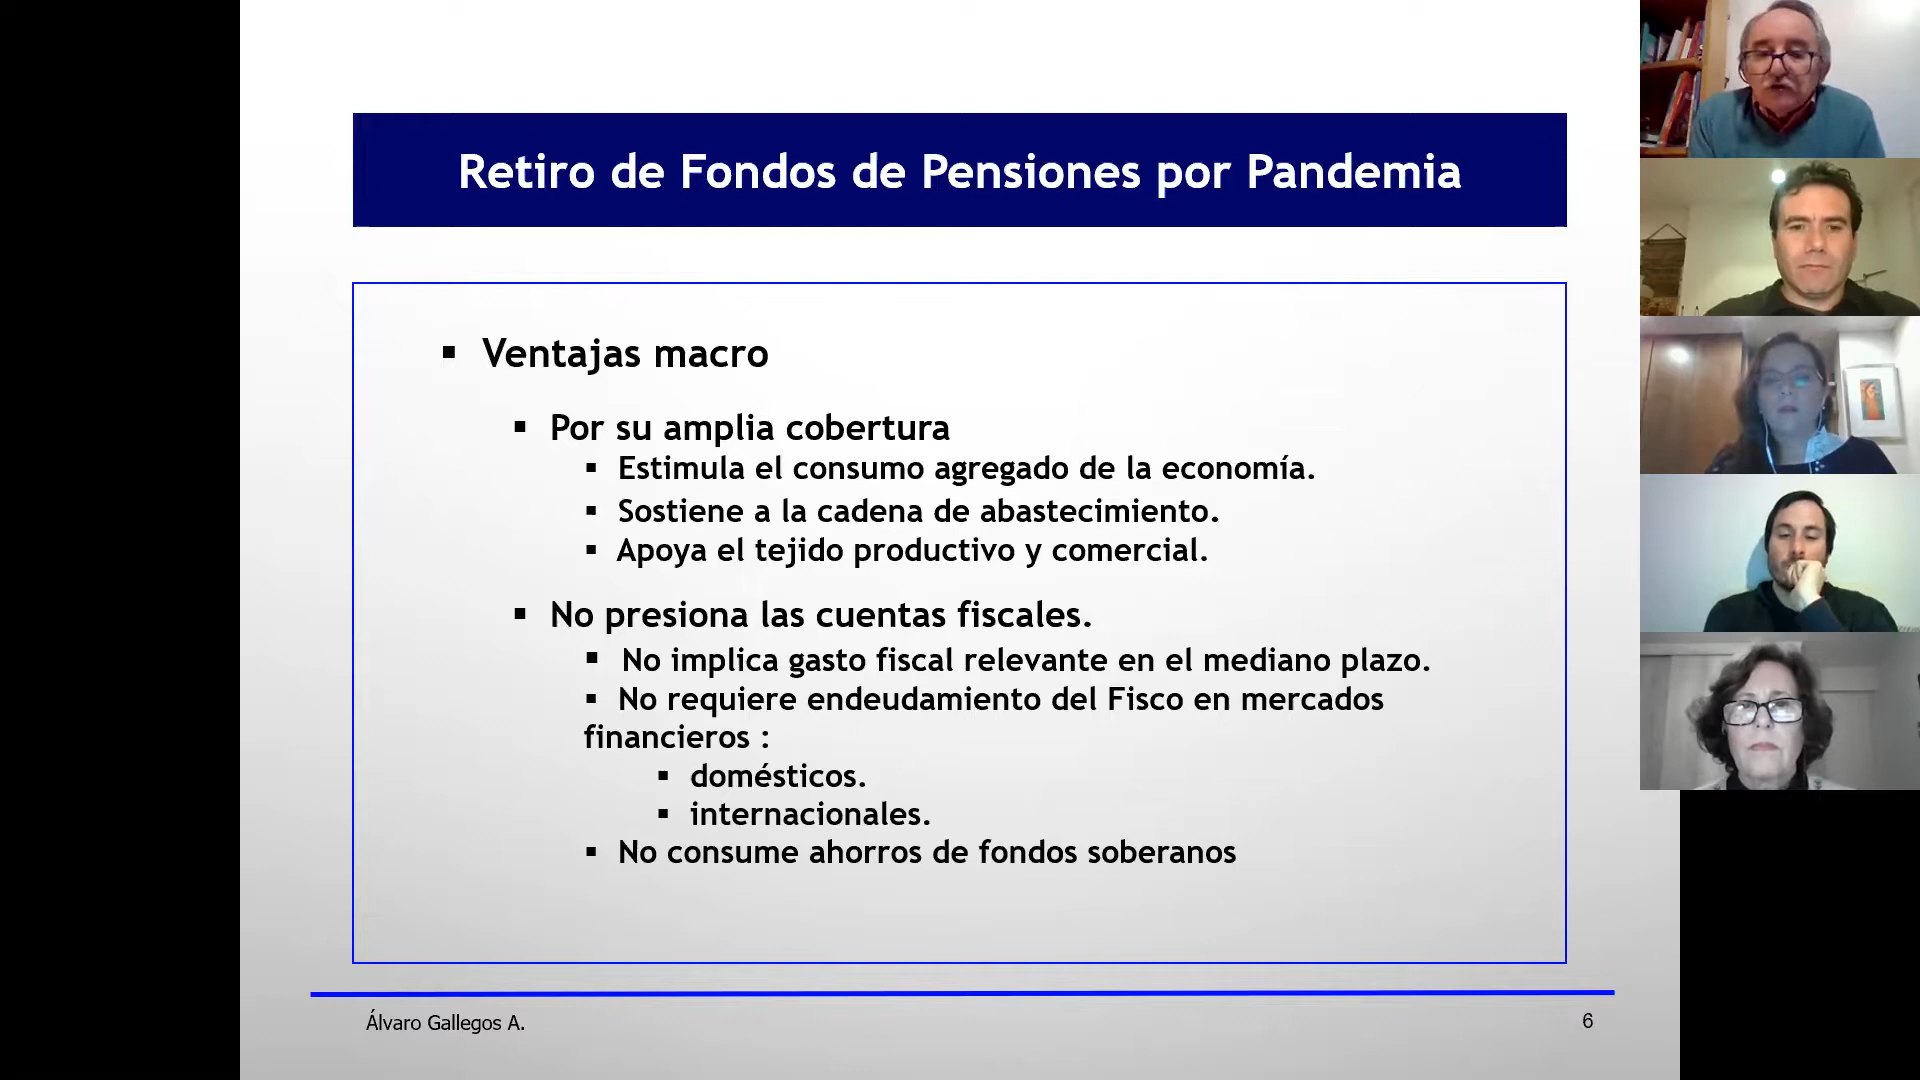 Retiro de Fondos de Pensiones por Pandemia
▪ Ventajas macro
▪ Por su amplia cobertura
▪ Estimula el consumo agregado de la economía.
▪ Sostiene a la cadena de abastecimiento.
▪ Apoya el tejido productivo y comercial.
▪ No presiona las cuentas fiscales.
▪ No implica gasto fiscal relevante en el mediano plazo.
▪ No requiere endeudamiento del Fisco en mercados
financieros :
▪ domésticos.
▪ internacionales.
▪ No consume ahorros de fondos soberanos
Álvaro Gallegos A.
6